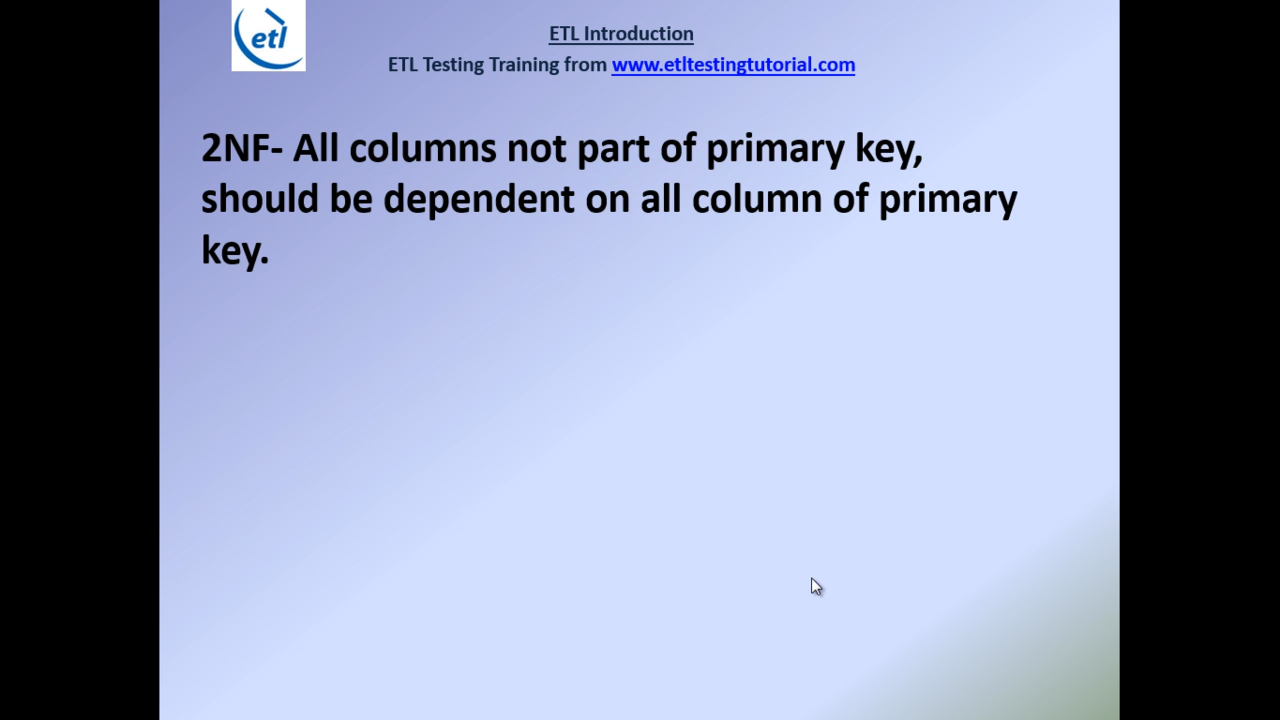 etl
ETL Introduction
ETL Testing Training from www.etltestingtutorial.com
2NF- All columns not part of primary key,
should be dependent on all column of primary
key.